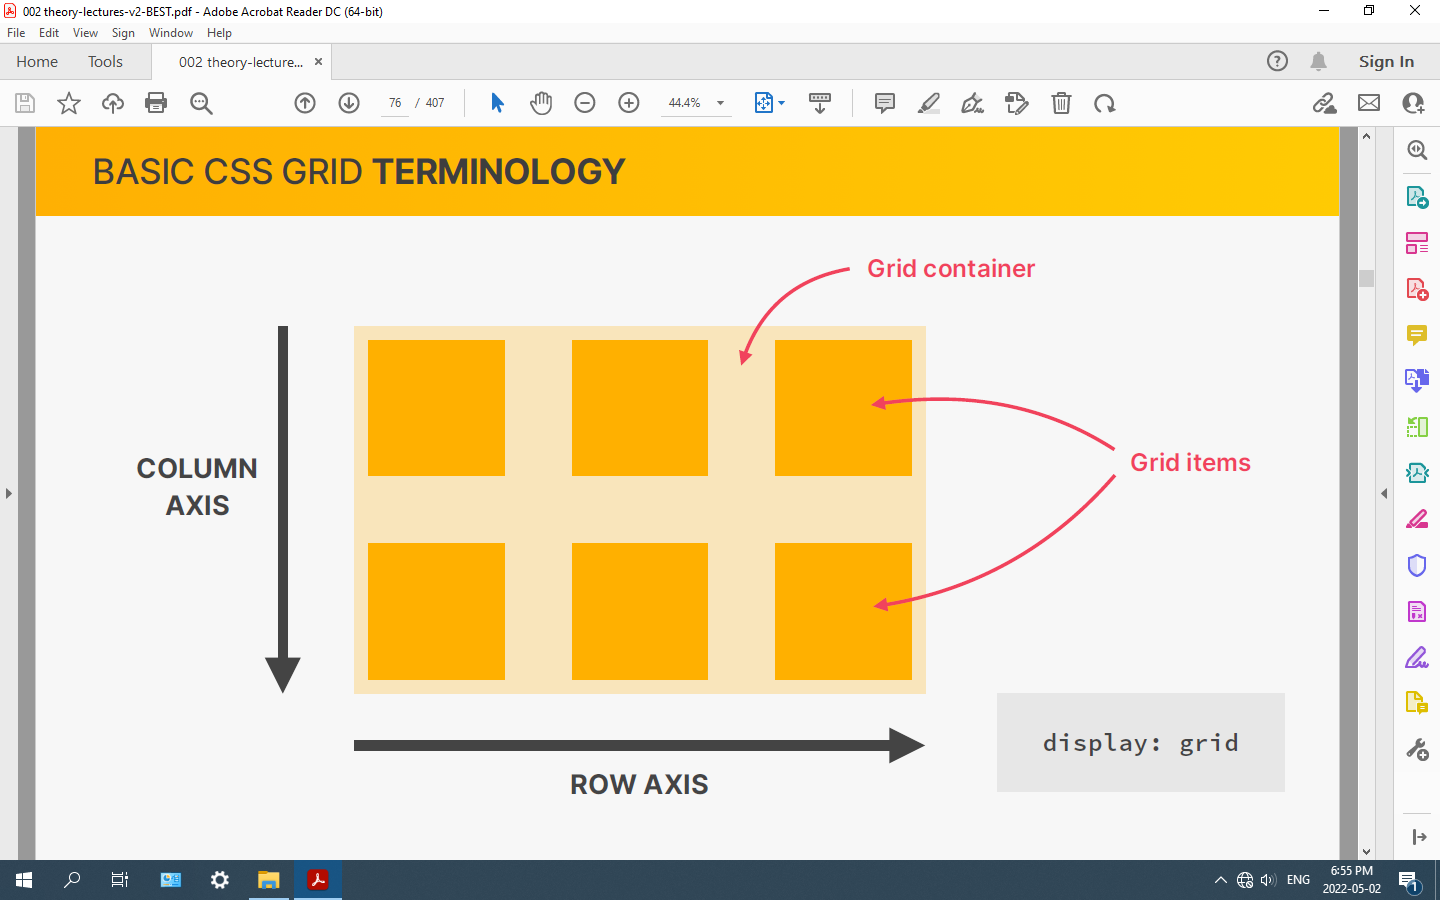 002 theory-lectures-v2-BEST.pdf - Adobe Acrobat Reader DC (64-bit)
File Edit View Sign Window Help
Home Tools 002 theory-lecture... × Sign In
76 / 407 44.4%
BASIC CSS GRID TERMINOLOGY
Grid container
COLUMN
AXIS
Grid items
display: grid
ROW AXIS
ENG
6:55 PM
2022-05-02
1